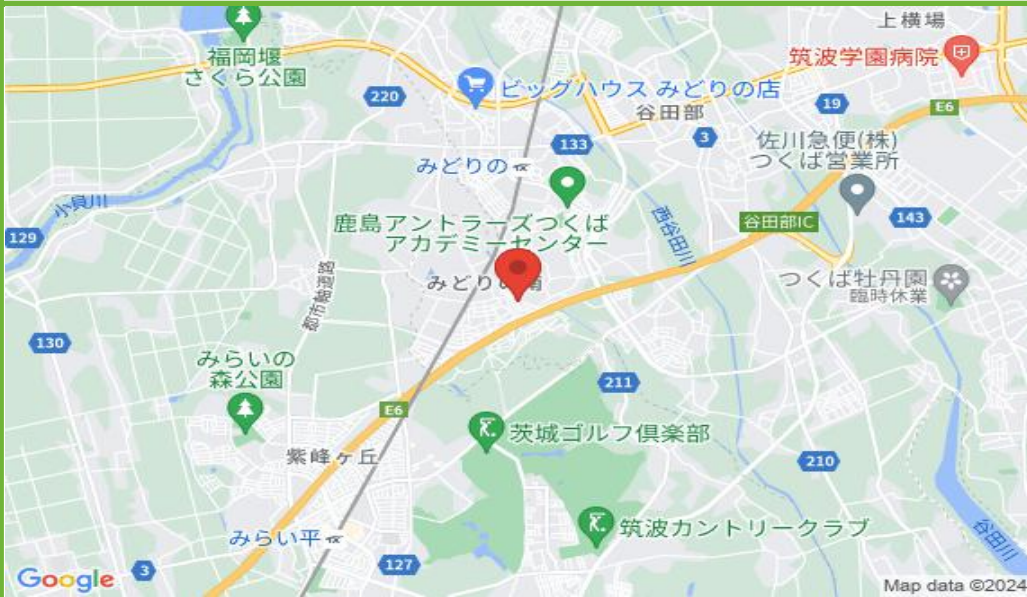 上横場
福岡堰
さくら公園
筑波学園病院
ビッグハウス みどりの店
220
19
E6
谷田部
3
133
佐川急便(株)
つくば営業所
みどりの
小貝川
鹿島アントラーズつくば
アカデミーセンター
西谷田川
谷田部IC
143
129
みどりの南
つくば牡丹園
臨時休業
都市軸道路
130
みらいの
森公園
211
E6
茨城ゴルフ倶楽部
紫峰ヶ丘
210
筑波カントリークラブ
みらい平
谷田川
127
3
Google
Map data ©2024